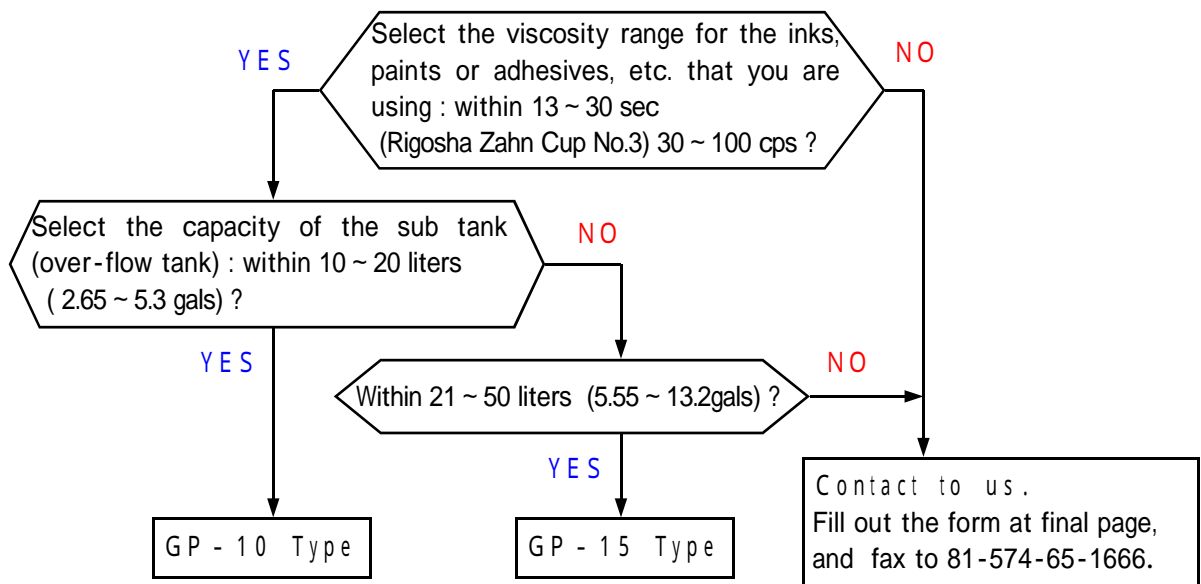 Select the viscosity range for the inks,
paints or adhesives, etc. that you are
using : within 13 ~ 30 sec
(Rigosha Zahn Cup No.3) 30 ~ 100 cps ?
YES
NO
Select the capacity of the sub tank
(over-flow tank) : within 10 ~ 20 liters
( 2.65 ~ 5.3 gals) ?
NO
YES
Within 21 ~ 50 liters (5.55 ~ 13.2gals) ?
NO
YES
GP - 10 Type
GP - 15 Type
Contact to us.
Fill out the form at final page,
and fax to 81-574-65-1666.